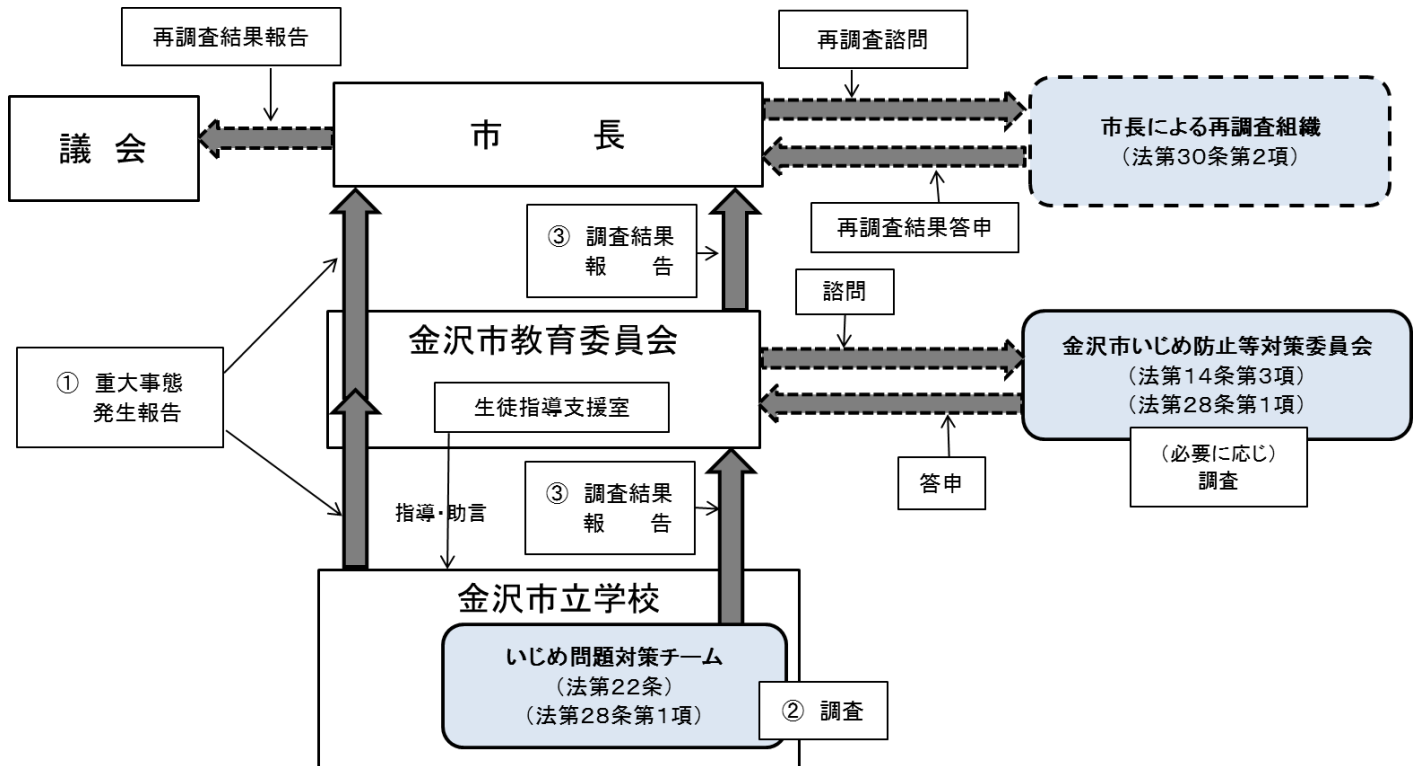 再調査結果報告
再調査諮問
議 会
市 長
市長による再調査組織
（法第30条第2項）
再調査結果答申
③ 調査結果
報 告
諮問
① 重大事態
発生報告
金沢市教育委員会
生徒指導支援室
金沢市いじめ防止等対策委員会
（法第14条第3項）
（法第28条第1項）
（必要に応じ）
調査
答申
指導・助言
③ 調査結果
報 告
金沢市立学校
いじめ問題対策チーム
（法第22条）
（法第28条第1項）
② 調査